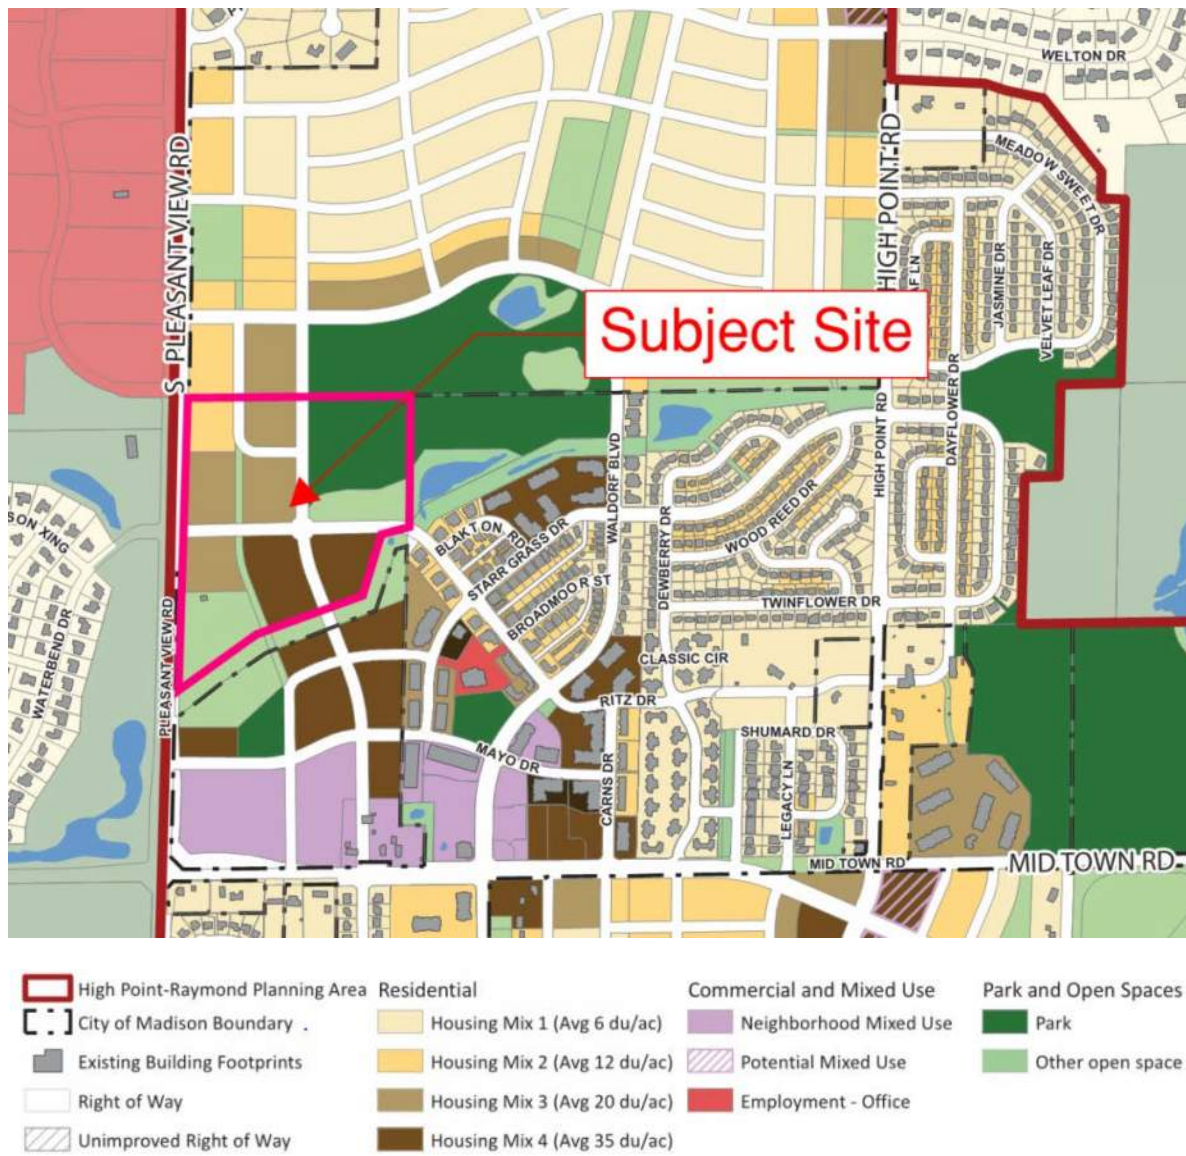 WELTON DR
S PLEASANT VIEW RD
HIGH POINT RD
MEADOW SWEET DR
JASMINE DR
VELVET LEAF DR
AF LN
Subject Site
DAYFLOWER DR
HIGH POINT RD
WALDORF BLVD
SON XING
BLAKTON RD
STARR GRASS DR
WOOD REED DR
DEWBERRY DR
BROADMOOR ST
TWINFLOWER DR
WATERBEND DR
PLEASANT VIEW RD
CLASSIC CIR
RITZ DR
SHUMARD DR
MAYO DR
CARNS DR
LEGACY LN
MID TOWN RD
MID TOWN RD
High Point-Raymond Planning Area
City of Madison Boundary
Existing Building Footprints
Right of Way
Unimproved Right of Way
Residential
Housing Mix 1 (Avg 6 du/ac)
Housing Mix 2 (Avg 12 du/ac)
Housing Mix 3 (Avg 20 du/ac)
Housing Mix 4 (Avg 35 du/ac)
Commercial and Mixed Use
Neighborhood Mixed Use
Potential Mixed Use
Employment - Office
Park and Open Spaces
Park
Other open space